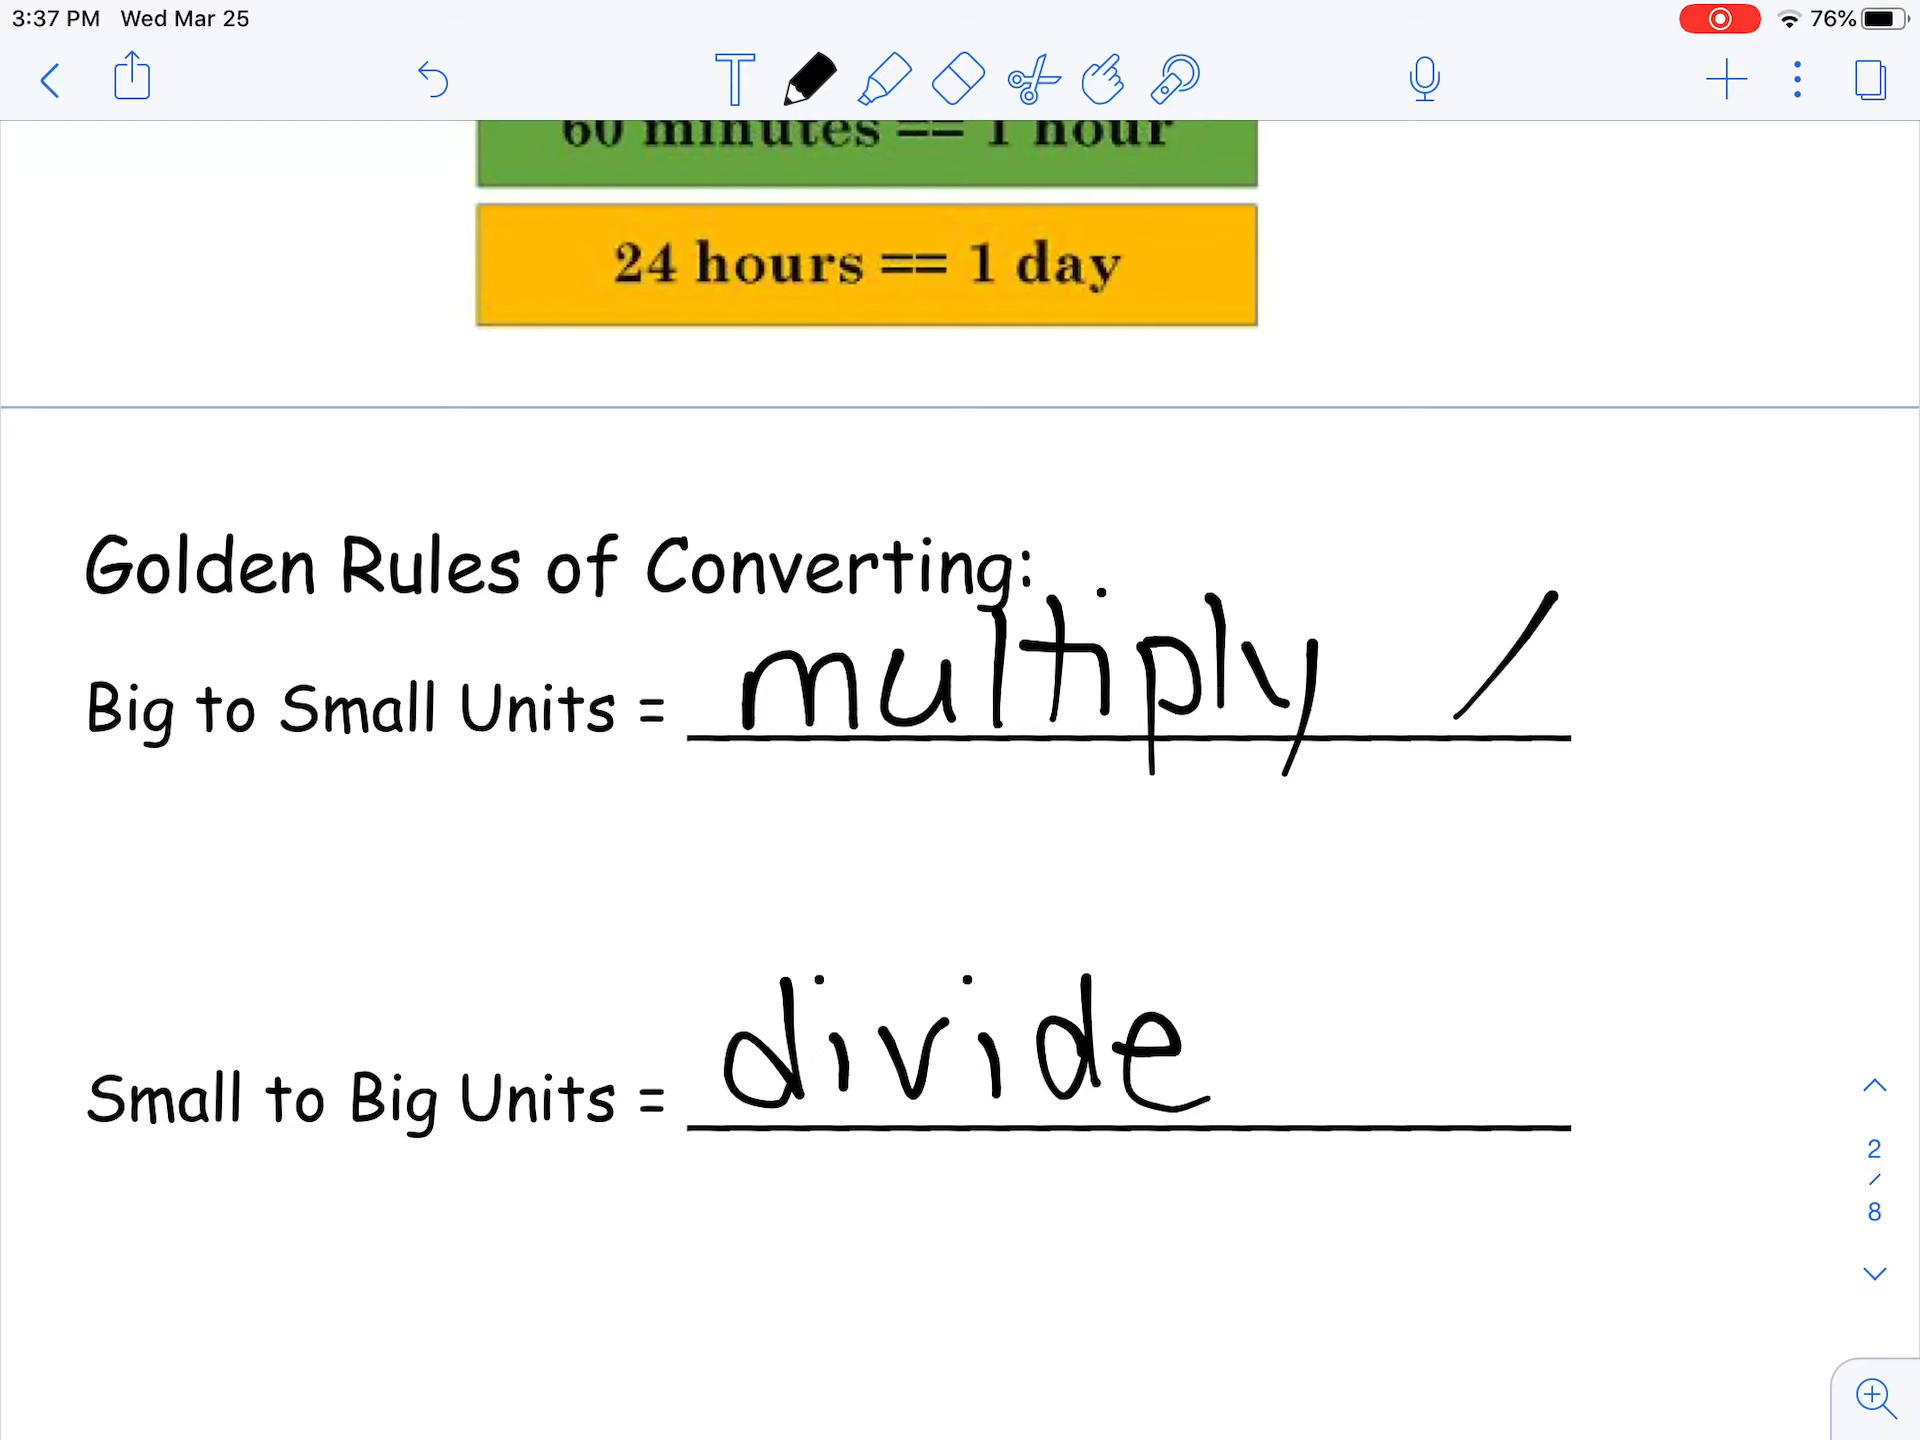 3:37 PM Wed Mar 25
76%
60 minutes == 1 hour
24 hours == 1 day
Golden Rules of Converting:
Big to Small Units = multiply /
Small to Big Units = divide
2
/
8